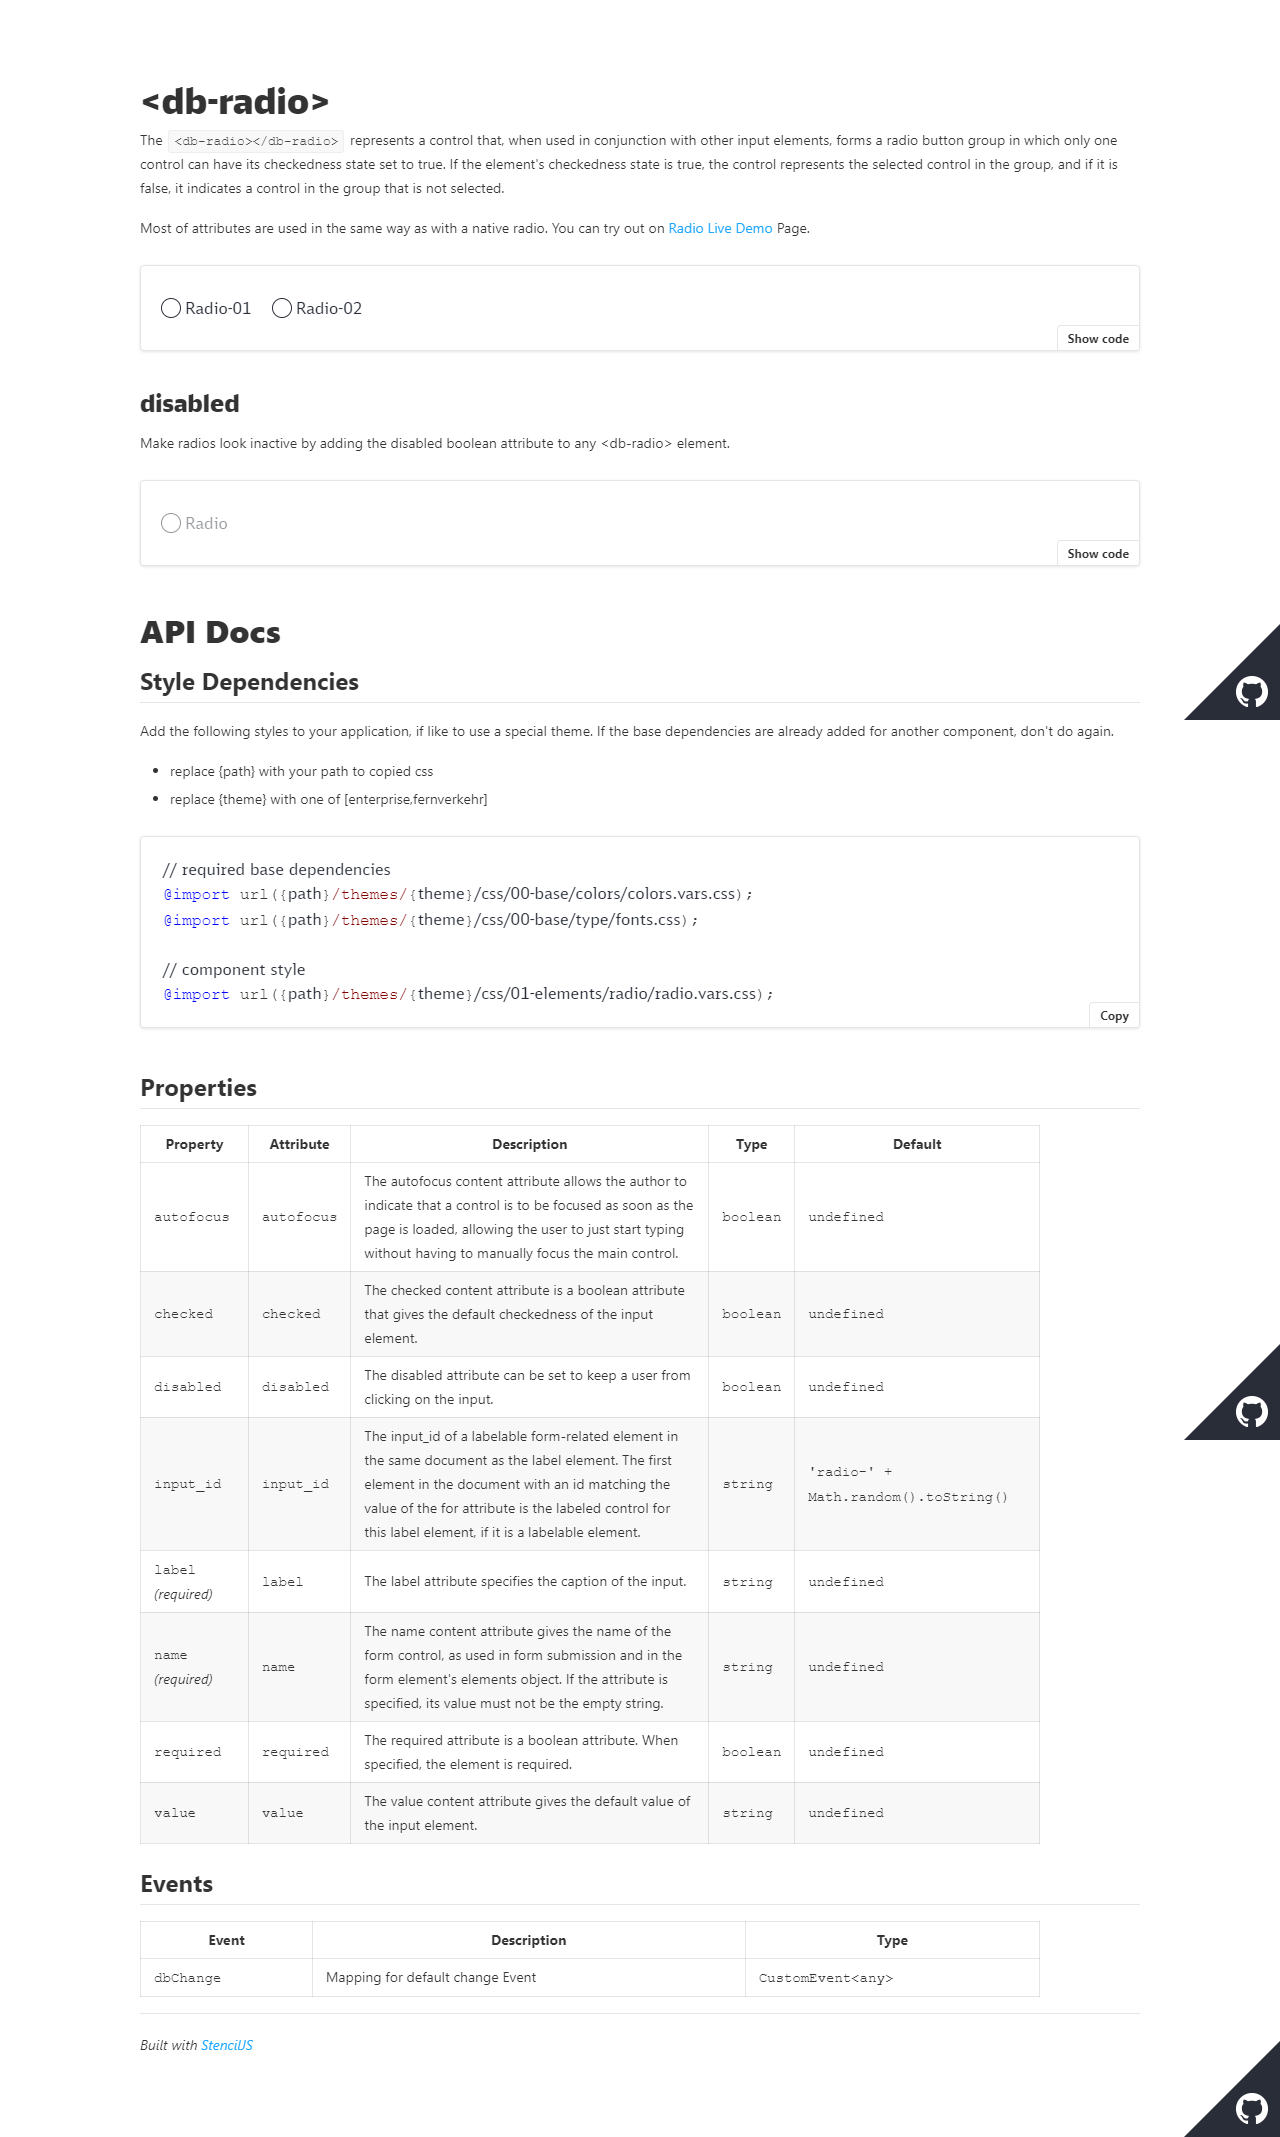 <db-radio>
The <db-radio></db-radio> represents a control that, when used in conjunction with other input elements, forms a radio button group in which only one
control can have its checkedness state set to true. If the element's checkedness state is true, the control represents the selected control in the group, and if it is
false, it indicates a control in the group that is not selected.
Most of attributes are used in the same way as with a native radio. You can try out on Radio Live Demo Page.
Radio-01 Radio-02
Show code
disabled
Make radios look inactive by adding the disabled boolean attribute to any <db-radio> element.
Radio
Show code
API Docs
Style Dependencies
Add the following styles to your application, if like to use a special theme. If the base dependencies are already added for another component, don't do again.
replace {path} with your path to copied css
replace {theme} with one of [enterprise,fernverkehr]
// required base dependencies
@import url({path}/themes/{theme}/css/00-base/colors/colors.vars.css);
@import url({path}/themes/{theme}/css/00-base/type/fonts.css);
// component style
@import url({path}/themes/{theme}/css/01-elements/radio/radio.vars.css);
Copy
Properties
Property Attribute Description Type Default
autofocus autofocus The autofocus content attribute allows the author to
indicate that a control is to be focused as soon as the
page is loaded, allowing the user to just start typing
without having to manually focus the main control. boolean undefined
checked checked The checked content attribute is a boolean attribute
that gives the default checkedness of the input
element. boolean undefined
disabled disabled The disabled attribute can be set to keep a user from
clicking on the input. boolean undefined
input_id input_id The input_id of a labelable form-related element in
the same document as the label element. The first
element in the document with an id matching the
value of the for attribute is the labeled control for
this label element, if it is a labelable element. string 'radio-' +
Math.random().toString()
label
(required) label The label attribute specifies the caption of the input. string undefined
name
(required) name The name content attribute gives the name of the
form control, as used in form submission and in the
form element's elements object. If the attribute is
specified, its value must not be the empty string. string undefined
required required The required attribute is a boolean attribute. When
specified, the element is required. boolean undefined
value value The value content attribute gives the default value of
the input element. string undefined
Events
Event Description Type
dbChange Mapping for default change Event CustomEvent<any>
Built with StencilJS